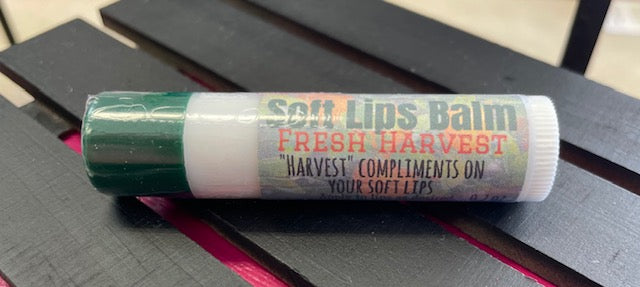 Soft Lips Balm
FRESH HARVEST
"HARVEST" COMPLIMENTS ON
YOUR SOFT LIPS